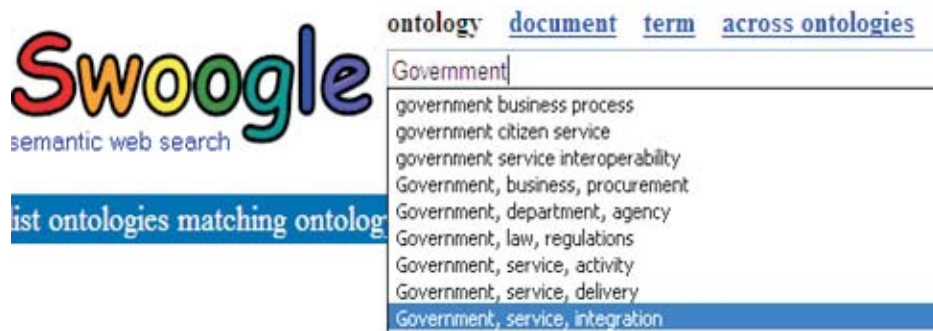 ontology document term across ontologies
Swoogle
semantic web search
Government
government business process
government citizen service
government service interoperability
Government, business, procurement
Government, department, agency
Government, law, regulations
Government, service, activity
Government, service, delivery
Government, service, integration
ist ontologies matching ontolog